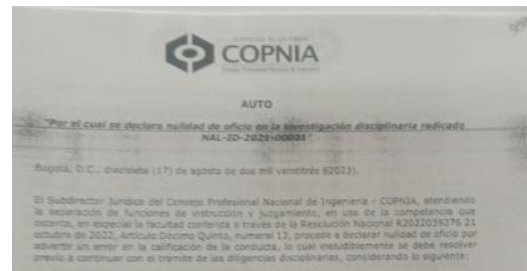 COPNIA
AUTO
"Por el cual se declara nulidad de oficio en la investigación disciplinaria radicado
NAL-ID-2021-00001"
Bogotá, D.C., diecisiete (17) de agosto de dos mil veintitrés 62023).
El Subdirector Jurídico del Consejo Profesional Nacional de Ingeniería - COPNIA, atendiendo
la separación de funciones de instrucción y juzgamiento, en uso de la competencia que
ostenta, en especial la facultad conferida a través de la Resolución Nacional R2022039276 21
octubre de 2022, Artículo Décimo Quinto, numeral 13, procede a declarar nulidad de oficio por
advertir un error en la calificación de la conducta, lo cual ineludiblemente se debe resolver
previo a continuar con el trámite de las diligencias disciplinarias, considerando lo siguiente: